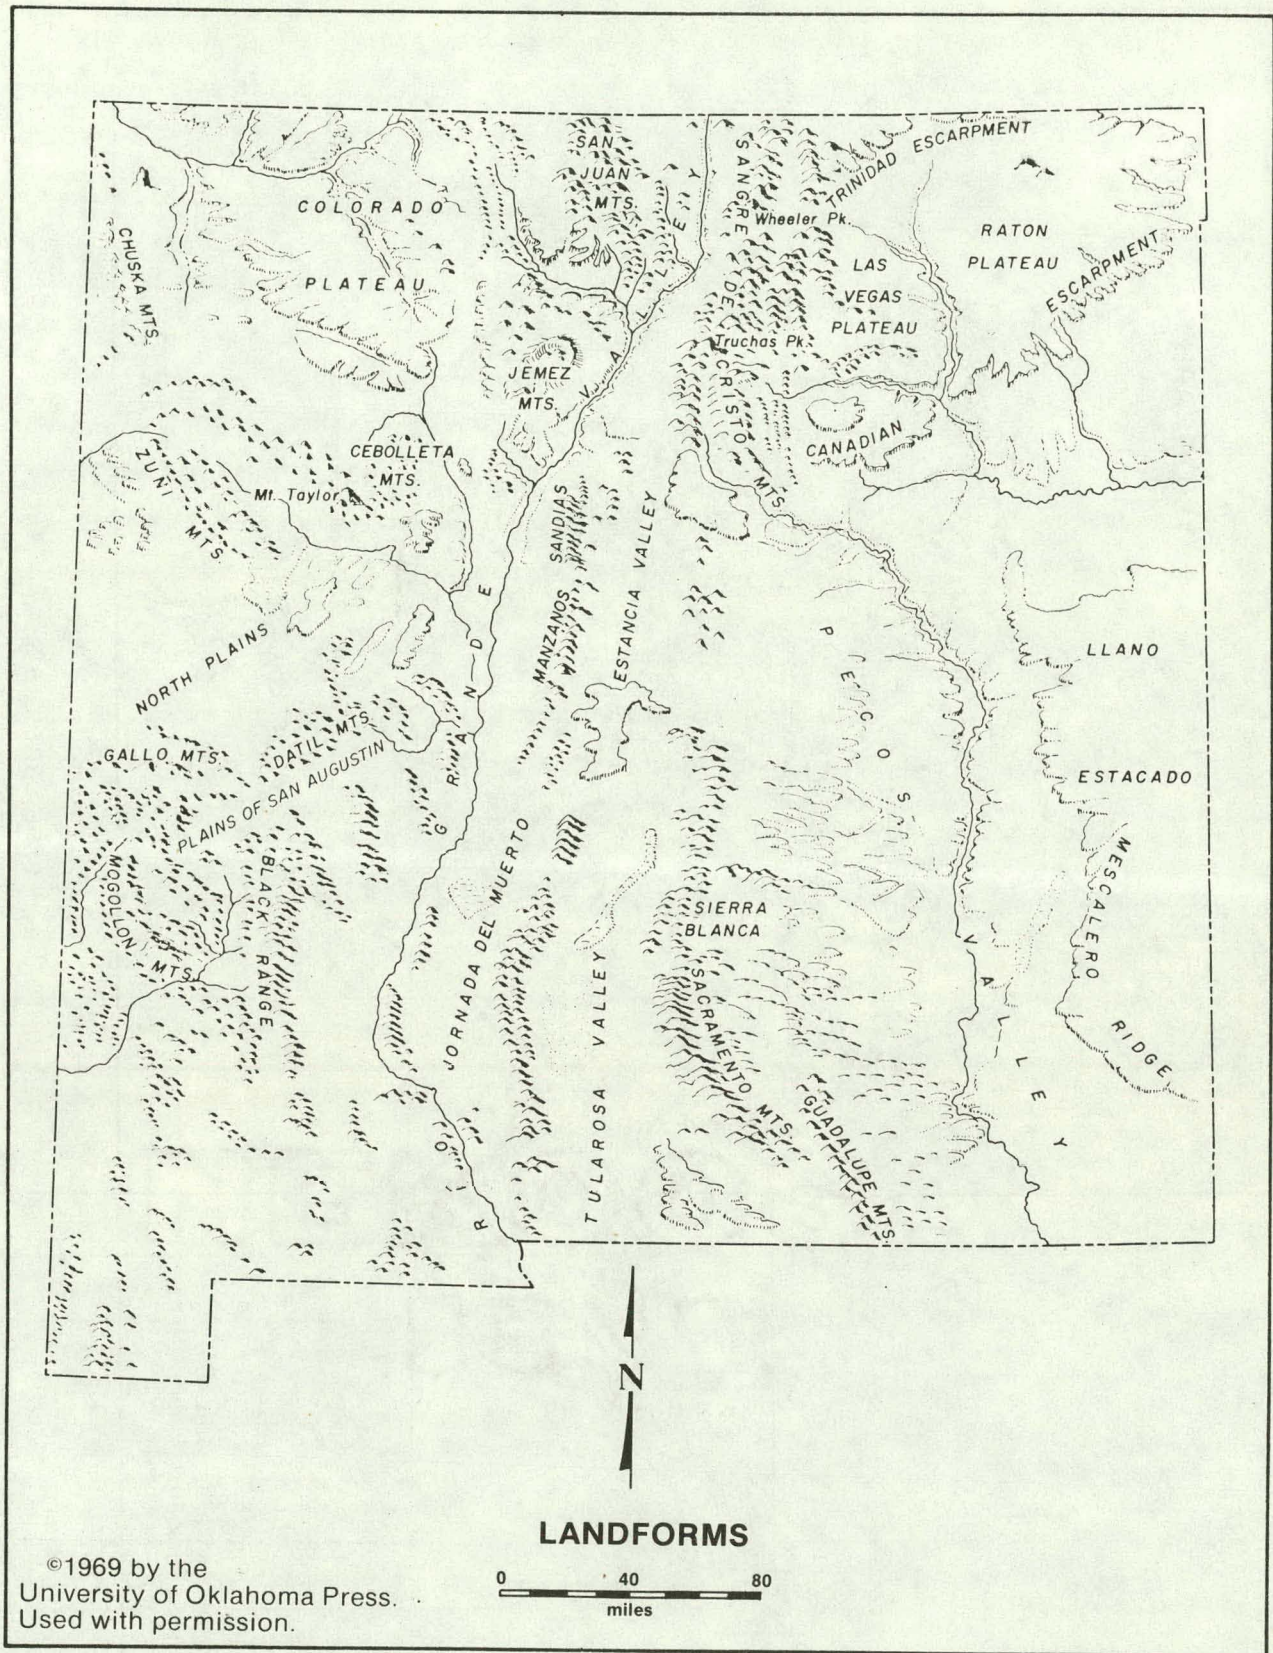 SAN
JUAN
MTS.
SANGRE DE CRISTO MTS.
TRINIDAD ESCARPMENT
Wheeler Pk.
RATON
PLATEAU
ESCARPMENT
COLORADO
PLATEAU
CHUSKA MTS.
LAS
VEGAS
PLATEAU
Truchas Pk.
JEMEZ
MTS.
CANADIAN
CEBOLLETA
MTS.
ZUÑI MTS.
Mt. Taylor
SANDIAS
MANZANOS
ESTANCIA VALLEY
RIO GRANDE VALLEY
PECOS VALLEY
LLANO
ESTACADO
NORTH PLAINS
GALLO MTS.
DATIL MTS.
PLAINS OF SAN AUGUSTIN
MOGOLLON MTS.
BLACK RANGE
JORNADA DEL MUERTO
TULAROSA VALLEY
SIERRA
BLANCA
SACRAMENTO MTS.
GUADALUPE MTS.
MESCALERO RIDGE
N
LANDFORMS
0 40 80
miles
©1969 by the
University of Oklahoma Press.
Used with permission.